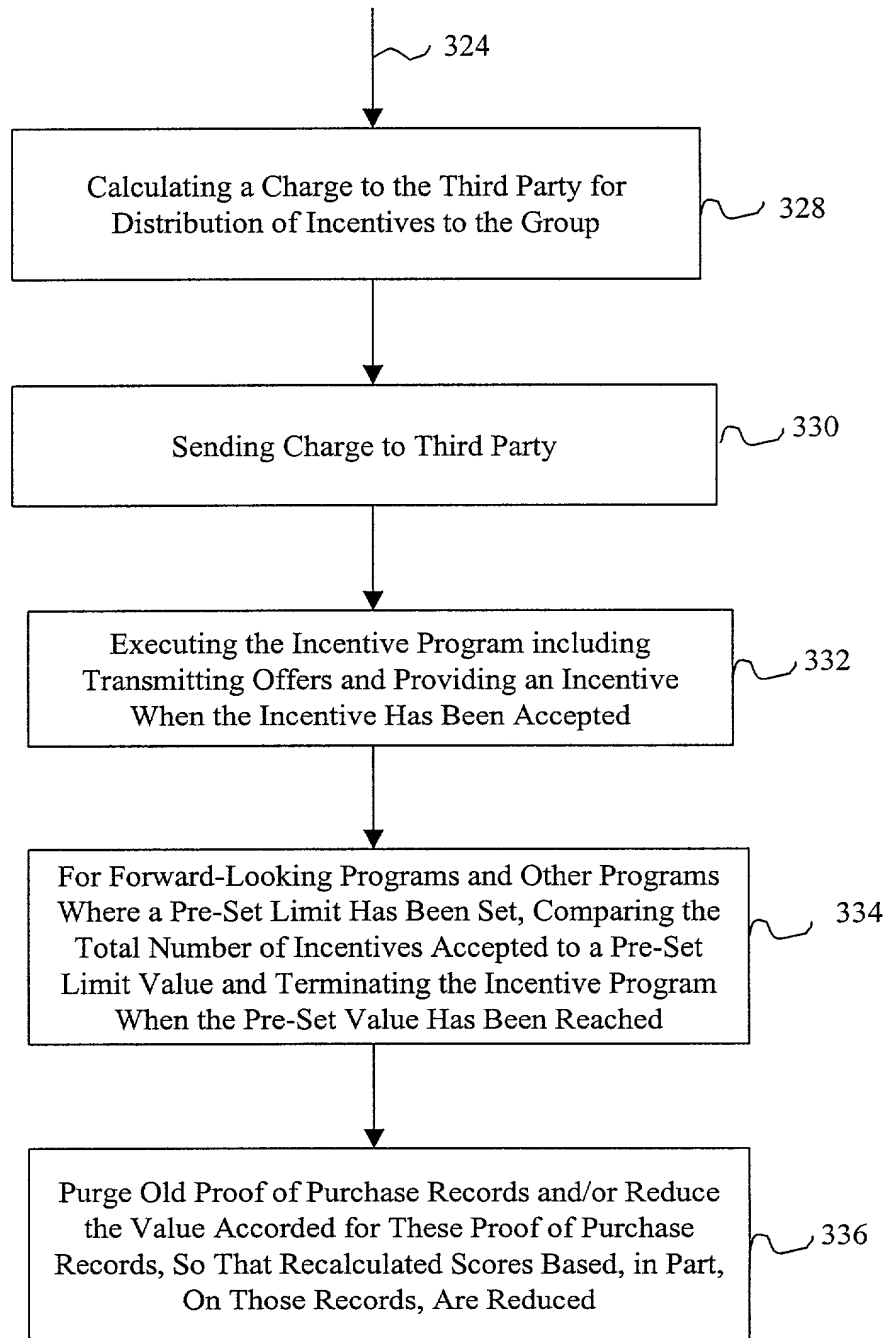 324
Calculating a Charge to the Third Party for
Distribution of Incentives to the Group
328
Sending Charge to Third Party
330
Executing the Incentive Program including
Transmitting Offers and Providing an Incentive
When the Incentive Has Been Accepted
332
For Forward-Looking Programs and Other Programs
Where a Pre-Set Limit Has Been Set, Comparing the
Total Number of Incentives Accepted to a Pre-Set
Limit Value and Terminating the Incentive Program
When the Pre-Set Value Has Been Reached
334
Purge Old Proof of Purchase Records and/or Reduce
the Value Accorded for These Proof of Purchase
Records, So That Recalculated Scores Based, in Part,
On Those Records, Are Reduced
336